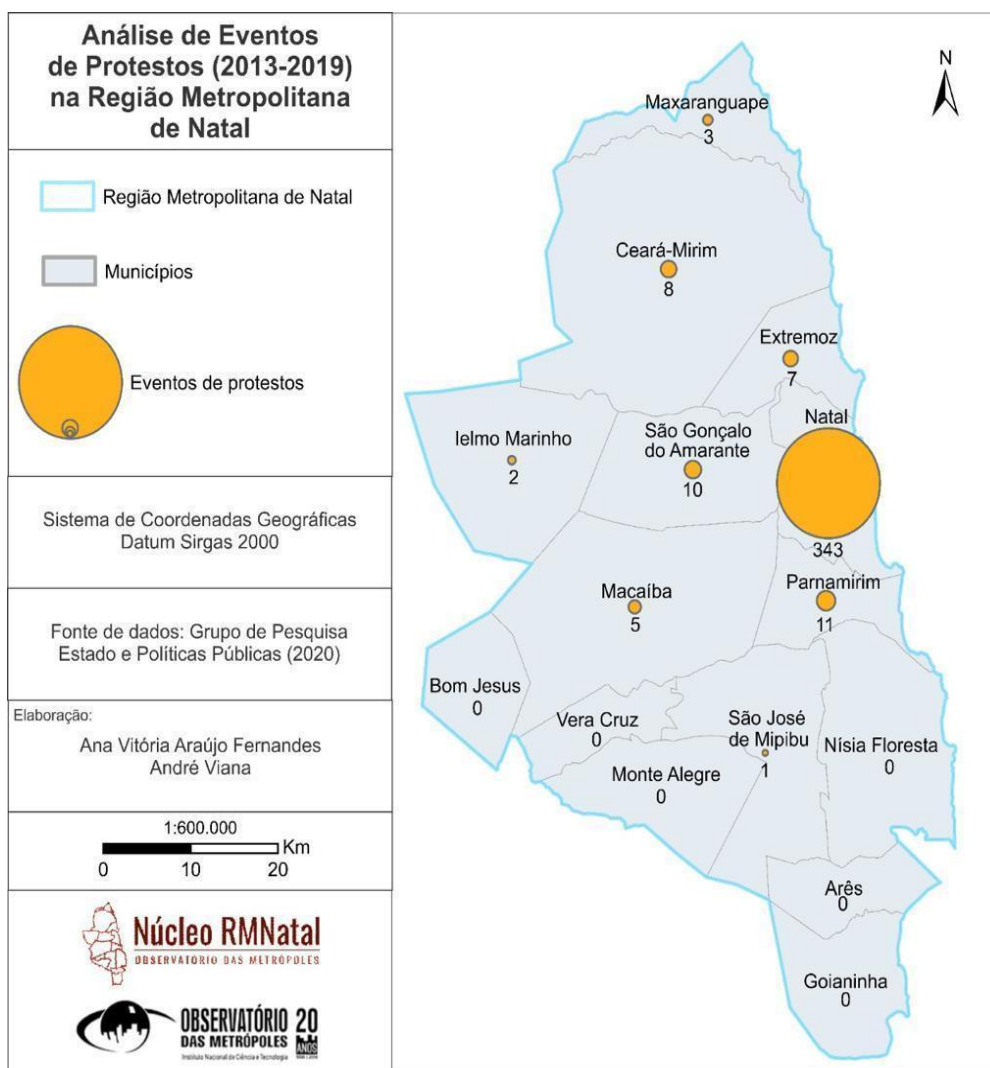 Análise de Eventos
de Protestos (2013-2019)
na Região Metropolitana
de Natal
Região Metropolitana de Natal
Municípios
Eventos de protestos
Sistema de Coordenadas Geográficas
Datum Sirgas 2000
Fonte de dados: Grupo de Pesquisa
Estado e Políticas Públicas (2020)
Elaboração:
Ana Vitória Araújo Fernandes
André Viana
1:600.000
Km
0 10 20
Núcleo RMNatal
OBSERVATÓRIO DAS METRÓPOLES
OBSERVATÓRIO 20
DAS METRÓPOLES ANOS
Instituto Nacional de Ciência e Tecnologia
N
Maxaranguape
3
Ceará-Mirim
8
Extremoz
7
Natal
343
Ielmo Marinho
2
São Gonçalo
do Amarante
10
Macaíba
5
Parnamirim
11
Bom Jesus
0
Vera Cruz
0
São José
de Mipibu
1
Nísia Floresta
0
Monte Alegre
0
Arês
0
Goianinha
0